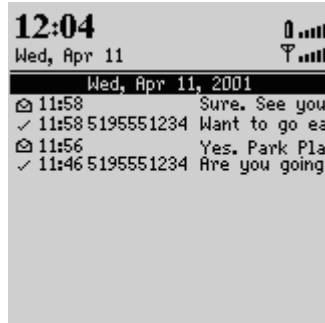 12:04
Wed, Apr 11
Wed, Apr 11, 2001
11:58 Sure. See you
11:58 5195551234 Want to go ea
11:56 Yes. Park Pla
11:46 5195551234 Are you going